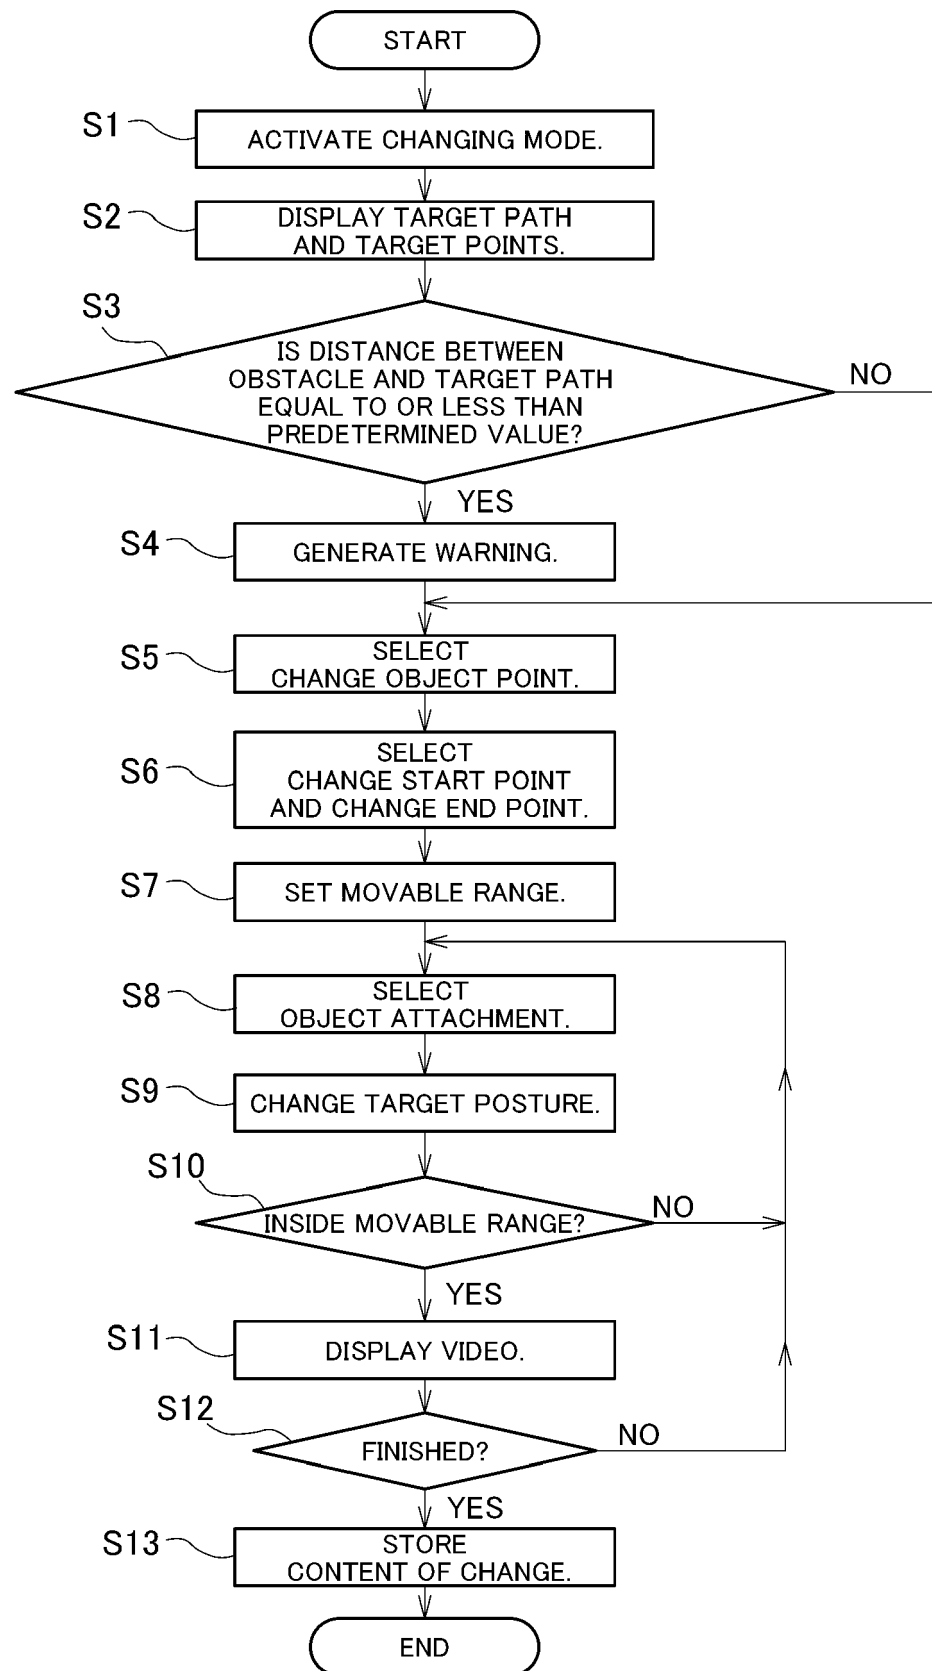 START
S1
ACTIVATE CHANGING MODE.
S2
DISPLAY TARGET PATH
AND TARGET POINTS.
S3
IS DISTANCE BETWEEN
OBSTACLE AND TARGET PATH
EQUAL TO OR LESS THAN
PREDETERMINED VALUE?
NO
YES
S4
GENERATE WARNING.
S5
SELECT
CHANGE OBJECT POINT.
S6
SELECT
CHANGE START POINT
AND CHANGE END POINT.
S7
SET MOVABLE RANGE.
S8
SELECT
OBJECT ATTACHMENT.
S9
CHANGE TARGET POSTURE.
S10
INSIDE MOVABLE RANGE?
NO
YES
S11
DISPLAY VIDEO.
S12
FINISHED?
NO
YES
S13
STORE
CONTENT OF CHANGE.
END